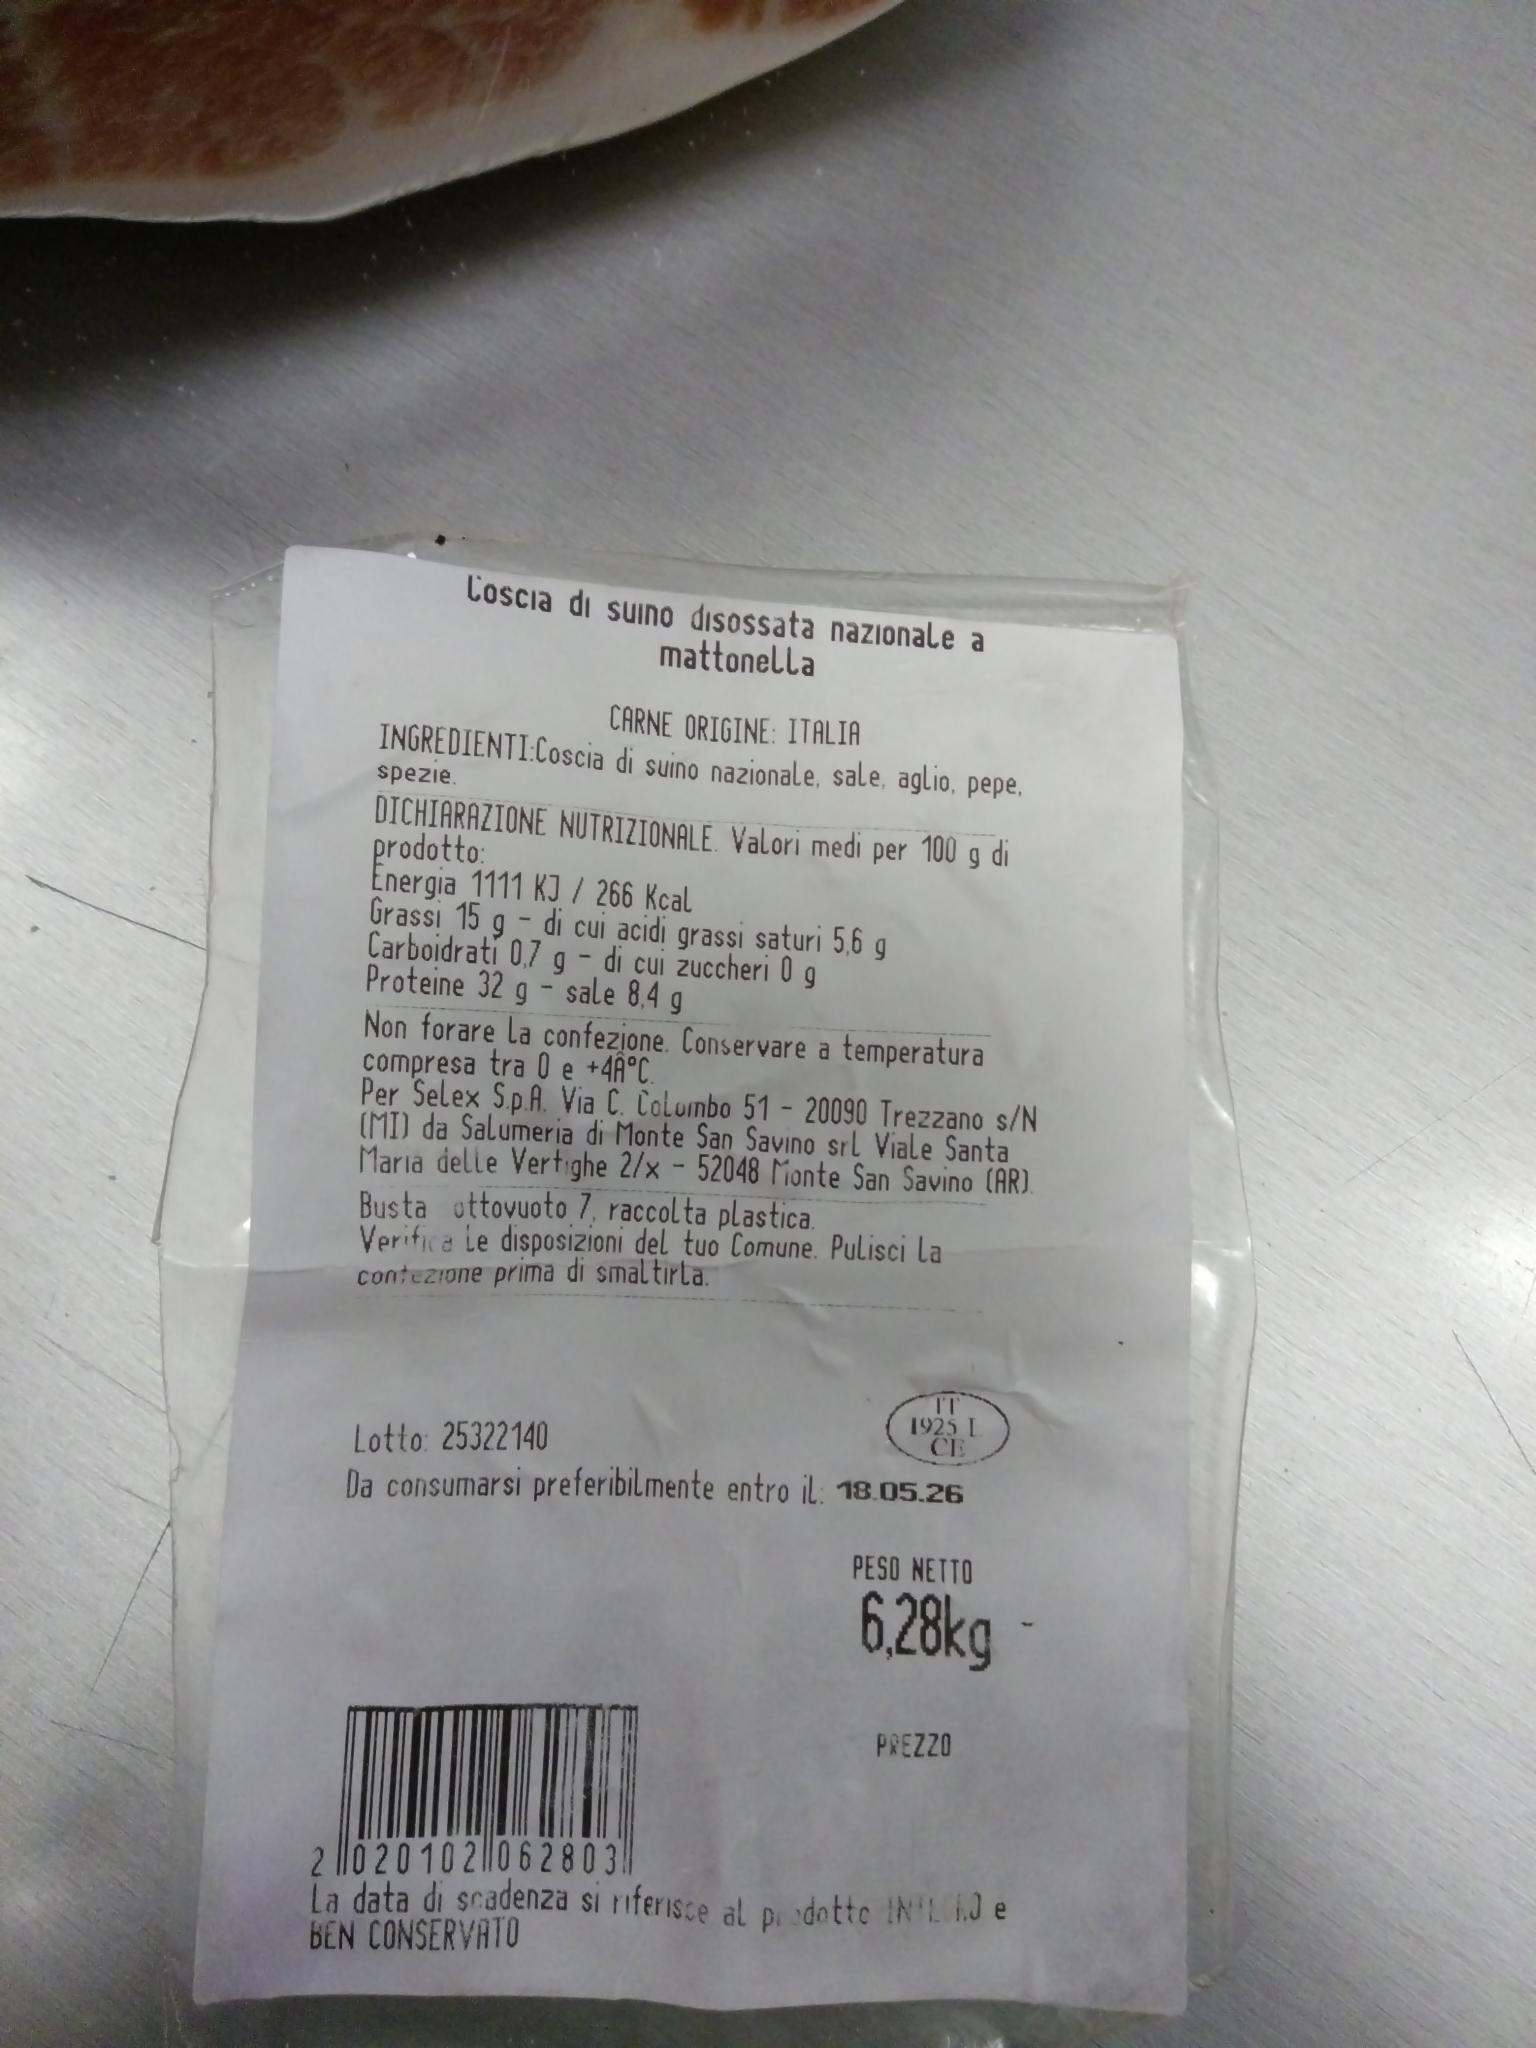 Coscia di suino disossata nazionale a
mattonella
CARNE ORIGINE: ITALIA
INGREDIENTI:Coscia di suino nazionale, sale, aglio, pepe,
spezie.
DICHIARAZIONE NUTRIZIONALE. Valori medi per 100 g di
prodotto:
Energia 1111 KJ / 266 Kcal
Grassi 15 g - di cui acidi grassi saturi 5,6 g
Carboidrati 0,7 g - di cui zuccheri 0 g
Proteine 32 g - sale 8,4 g
Non forare la confezione. Conservare a temperatura
compresa tra 0 e +4Â°C.
Per Selex S.p.A. Via C. Colombo 51 - 20090 Trezzano s/N
(MI) da Salumeria di Monte San Savino srl Viale Santa
Maria delle Vertighe 2/x - 52048 Monte San Savino (AR).
Busta ottovuoto 7, raccolta plastica.
Verifica le disposizioni del tuo Comune. Pulisci la
confezione prima di smaltirla.
IT
1925 L
CE
Lotto: 25322140
Da consumarsi preferibilmente entro il: 18.05.26
PESO NETTO
6,28kg -
PREZZO
2 020102 062803
La data di scadenza si riferisce al prodotto e
BEN CONSERVATO